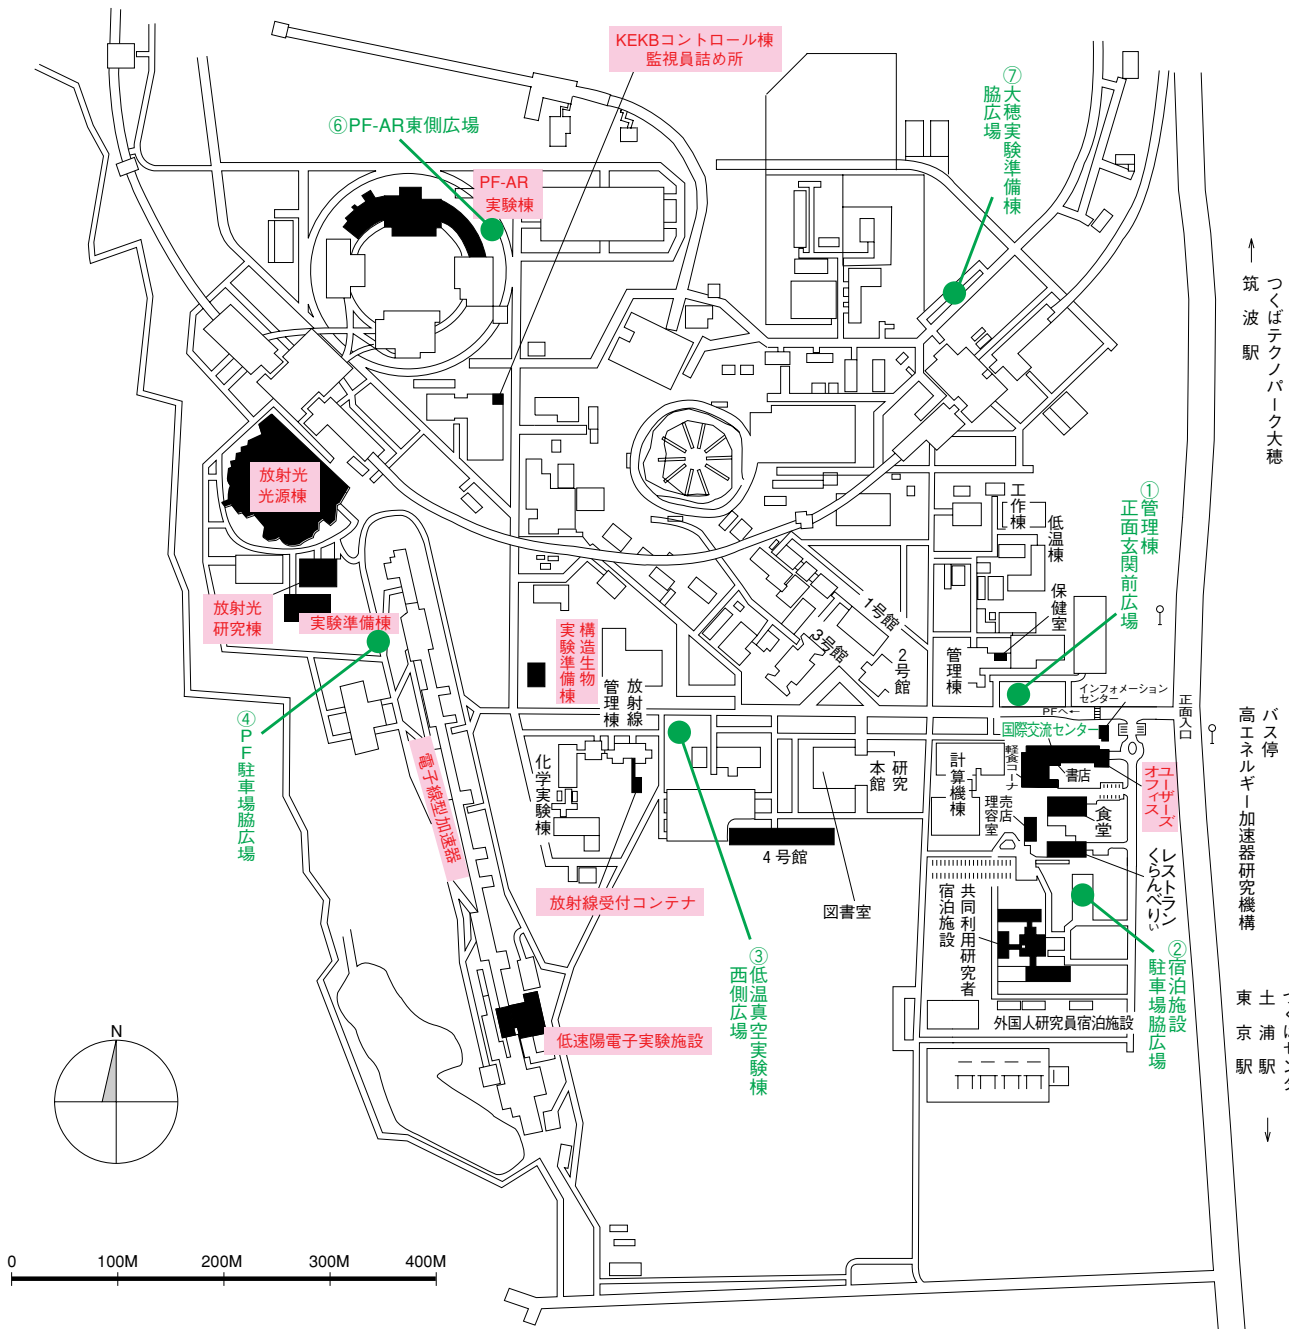 KEKBコントロール棟
監視員詰め所
⑥PF-AR東側広場
PF-AR
実験棟
⑦大穂実験準備棟
脇広場
つくばテクノパーク大穂
筑波駅
放射光
光源棟
①管理棟
正面玄関前広場
工作棟
低温棟
保健室
放射光
研究棟
実験準備棟
構造生物
実験準備棟
放射線
管理棟
1号館
3号館
2号館
管理棟
インフォメーション
センター
PFへ←
正面入口
国際交流センター
④PF駐車場脇広場
電子線型加速器
化学実験棟
研究
本館
計算機棟
軽食コーナ
書店
ユーザーズ
オフィス
売店
理容室
食堂
バス停
高エネルギー加速器研究機構
4号館
レストラン
くらんべりぃ
放射線受付コンテナ
図書室
共同利用研究者
宿泊施設
③低温真空実験棟
西側広場
②宿泊施設
駐車場脇広場
低速陽電子実験施設
外国人研究員宿泊施設
つくばセンタ
土浦駅
東京駅
N
0
100M
200M
300M
400M